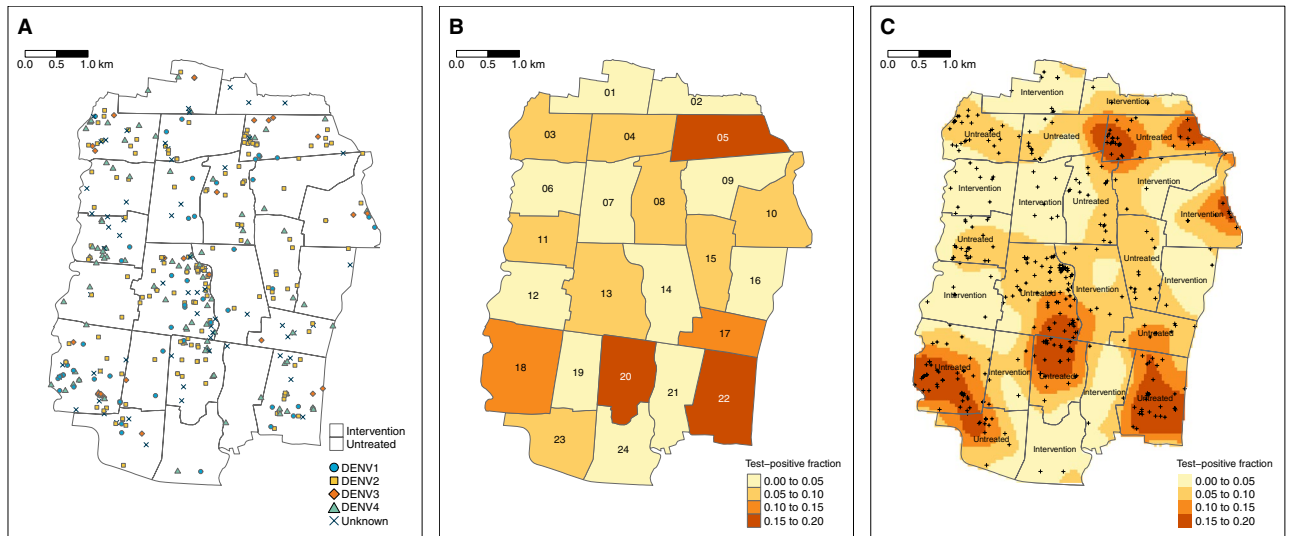 A
0.0 0.5 1.0 km
Intervention
Untreated
DENV1
DENV2
DENV3
DENV4
Unknown
B
0.0 0.5 1.0 km
01
02
03
04
05
06
07
08
09
10
11
12
13
14
15
16
17
18
19
20
21
22
23
24
Test–positive fraction
0.00 to 0.05
0.05 to 0.10
0.10 to 0.15
0.15 to 0.20
C
0.0 0.5 1.0 km
Intervention
Intervention
Untreated
Untreated
Untreated
Intervention
Intervention
Untreated
Intervention
Intervention
Untreated
Intervention
Untreated
Intervention
Untreated
Intervention
Untreated
Untreated
Intervention
Untreated
Intervention
Untreated
Untreated
Intervention
Test–positive fraction
0.00 to 0.05
0.05 to 0.10
0.10 to 0.15
0.15 to 0.20